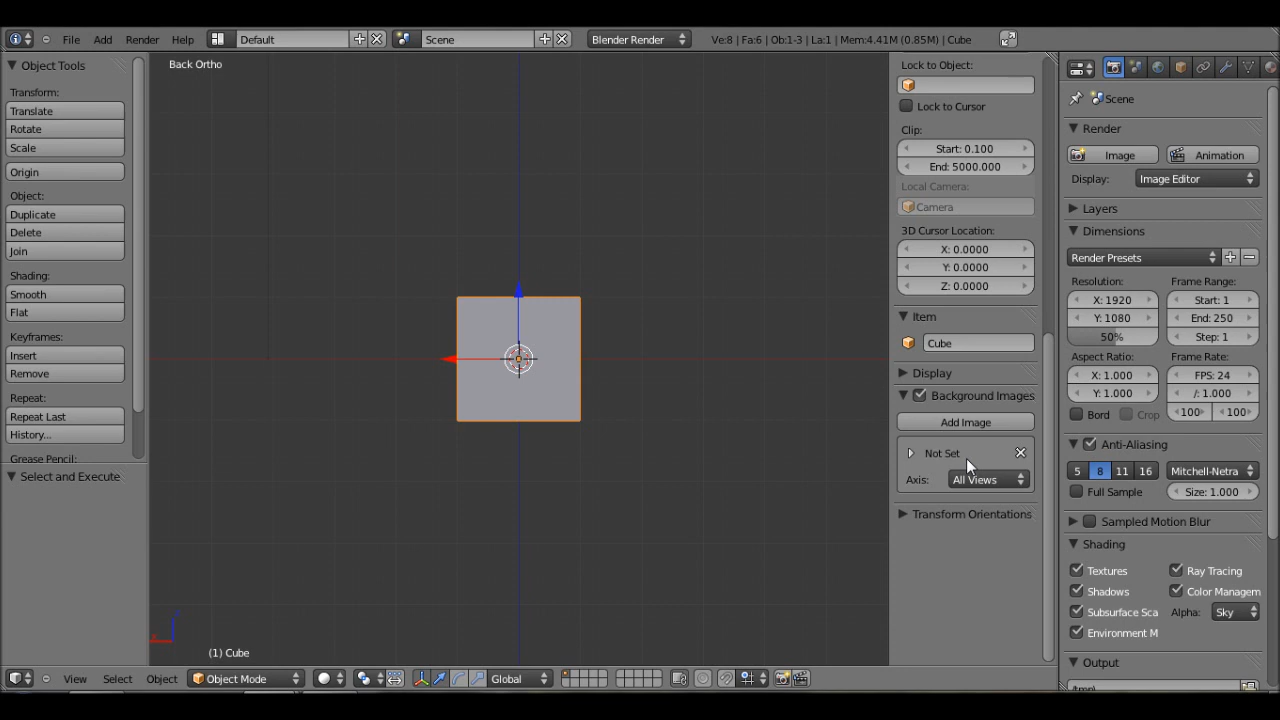 File Add Render Help Default Scene Blender Render Ve:8 | Fa:6 | Ob:1-3 | La:1 | Mem:4.41M (0.85M) | Cube
Object Tools
Transform:
Translate
Rotate
Scale
Origin
Object:
Duplicate
Delete
Join
Shading:
Smooth
Flat
Keyframes:
Insert
Remove
Repeat:
Repeat Last
History...
Grease Pencil:
Select and Execute
Back Ortho
(1) Cube
View Select Object Object Mode Global
Lock to Object:
Lock to Cursor
Clip:
Start: 0.100
End: 5000.000
Local Camera:
Camera
3D Cursor Location:
X: 0.0000
Y: 0.0000
Z: 0.0000
Item
Cube
Display
Background Images
Add Image
Not Set
Axis: All Views
Transform Orientations
Scene
Render
Image Animation
Display: Image Editor
Layers
Dimensions
Render Presets
Resolution: Frame Range:
X: 1920 Start: 1
Y: 1080 End: 250
50% Step: 1
Aspect Ratio: Frame Rate:
X: 1.000 FPS: 24
Y: 1.000 /: 1.000
Bord Crop 100 100
Anti-Aliasing
5 8 11 16 Mitchell-Netra
Full Sample Size: 1.000
Sampled Motion Blur
Shading
Textures Ray Tracing
Shadows Color Managem
Subsurface Sca Alpha: Sky
Environment M
Output
/tmp\